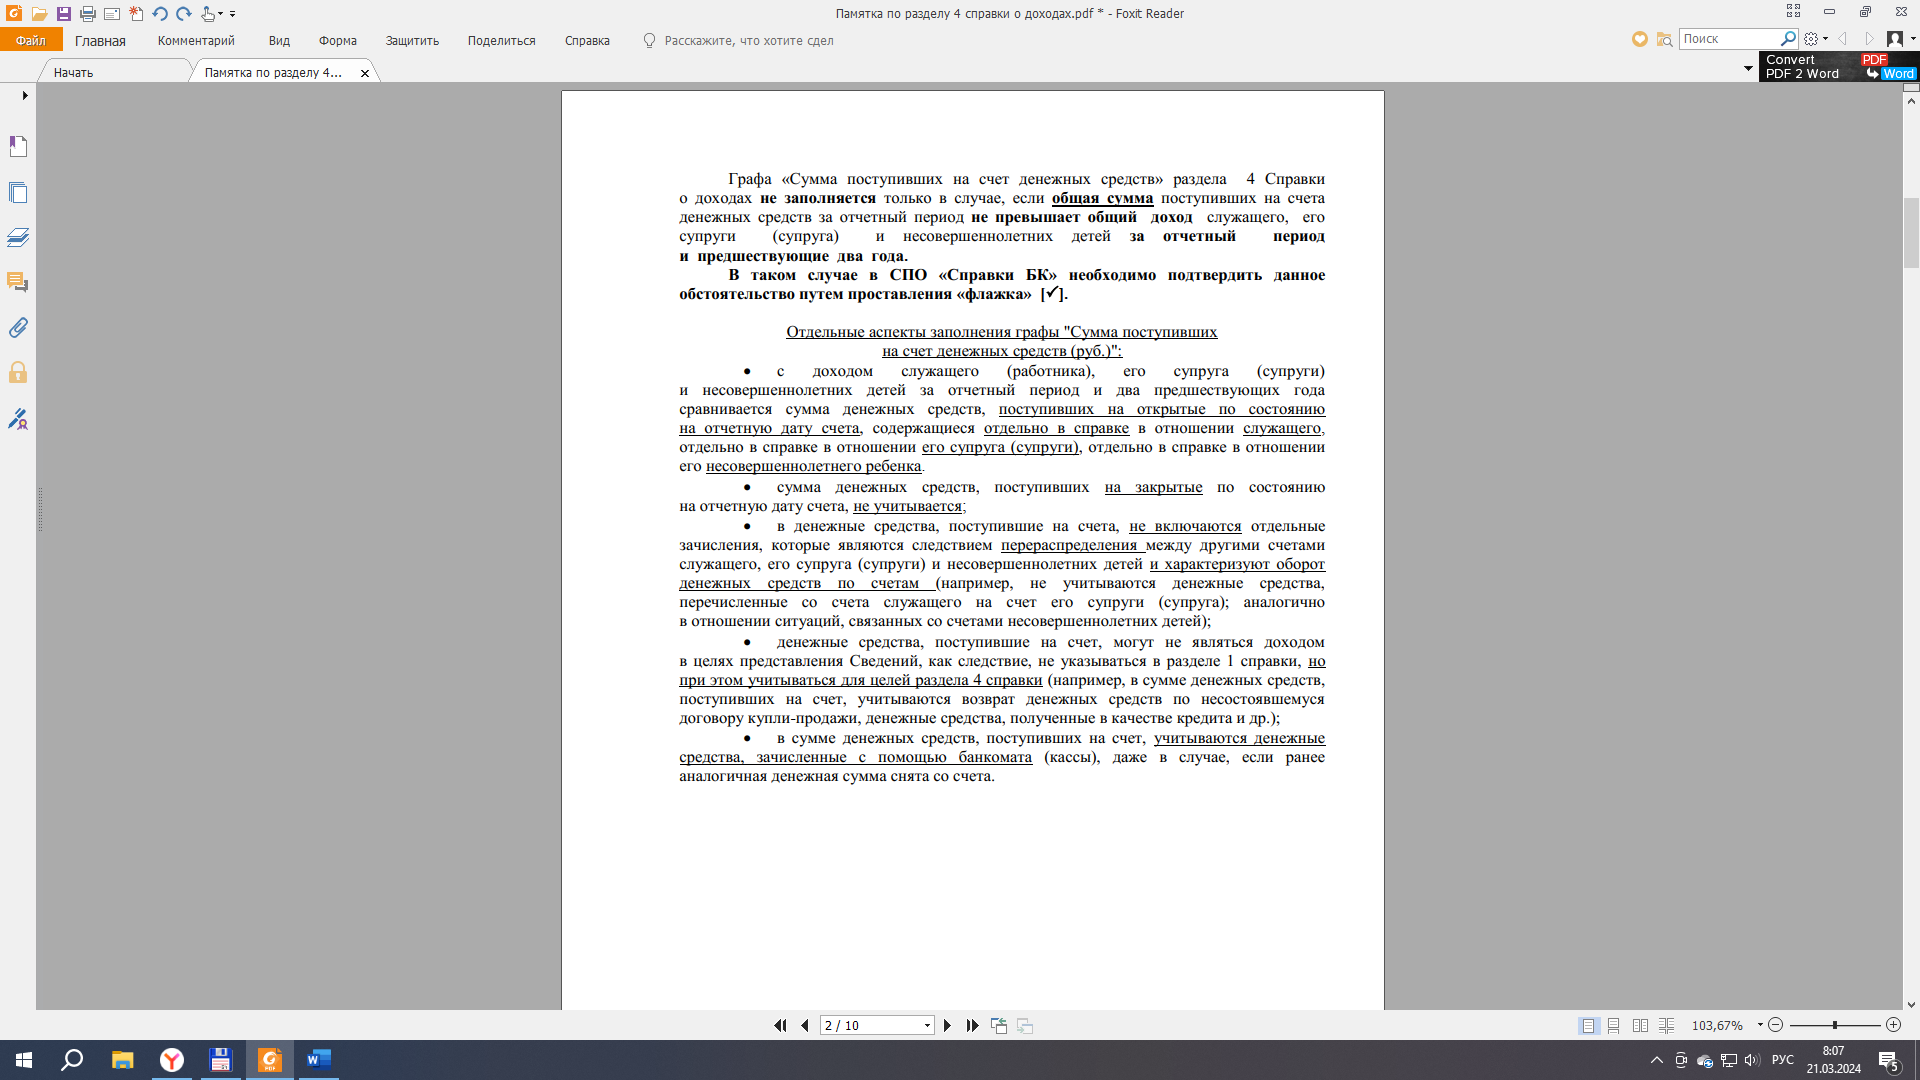 Памятка по разделу 4 справки о доходах.pdf * - Foxit Reader
Файл Главная Комментарий Вид Форма Защитить Поделиться Справка Расскажите, что хотите сдел Поиск
Начать Памятка по разделу 4... Convert PDF
PDF 2 Word Word
Графа «Сумма поступивших на счет денежных средств» раздела 4 Справки
о доходах не заполняется только в случае, если общая сумма поступивших на счета
денежных средств за отчетный период не превышает общий доход служащего, его
супруги (супруга) и несовершеннолетних детей за отчетный период
и предшествующие два года.
В таком случае в СПО «Справки БК» необходимо подтвердить данное
обстоятельство путем проставления «флажка» [✓].
Отдельные аспекты заполнения графы "Сумма поступивших
на счет денежных средств (руб.)":
• с доходом служащего (работника), его супруга (супруги)
и несовершеннолетних детей за отчетный период и два предшествующих года
сравнивается сумма денежных средств, поступивших на открытые по состоянию
на отчетную дату счета, содержащиеся отдельно в справке в отношении служащего,
отдельно в справке в отношении его супруга (супруги), отдельно в справке в отношении
его несовершеннолетнего ребенка.
• сумма денежных средств, поступивших на закрытые по состоянию
на отчетную дату счета, не учитывается;
• в денежные средства, поступившие на счета, не включаются отдельные
зачисления, которые являются следствием перераспределения между другими счетами
служащего, его супруга (супруги) и несовершеннолетних детей и характеризуют оборот
денежных средств по счетам (например, не учитываются денежные средства,
перечисленные со счета служащего на счет его супруги (супруга); аналогично
в отношении ситуаций, связанных со счетами несовершеннолетних детей);
• денежные средства, поступившие на счет, могут не являться доходом
в целях представления Сведений, как следствие, не указываться в разделе 1 справки, но
при этом учитываться для целей раздела 4 справки (например, в сумме денежных средств,
поступивших на счет, учитываются возврат денежных средств по несостоявшемуся
договору купли-продажи, денежные средства, полученные в качестве кредита и др.);
• в сумме денежных средств, поступивших на счет, учитываются денежные
средства, зачисленные с помощью банкомата (кассы), даже в случае, если ранее
аналогичная денежная сумма снята со счета.
2 / 10 103,67%
РУС 8:07
21.03.2024 5